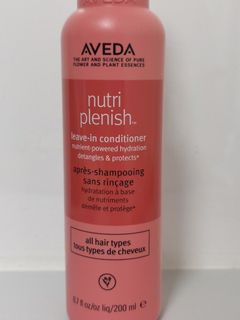 AVEDA
THE ART AND SCIENCE OF PURE
FLOWER AND PLANT ESSENCES
nutri
plenish™
leave-in conditioner
nutrient-powered hydration
detangles & protects*
après-shampooing
sans rinçage
hydratation à base
de nutriments
démêle et protège*
all hair types
tous types de cheveux
6.7 fl oz/oz liq/200 ml e